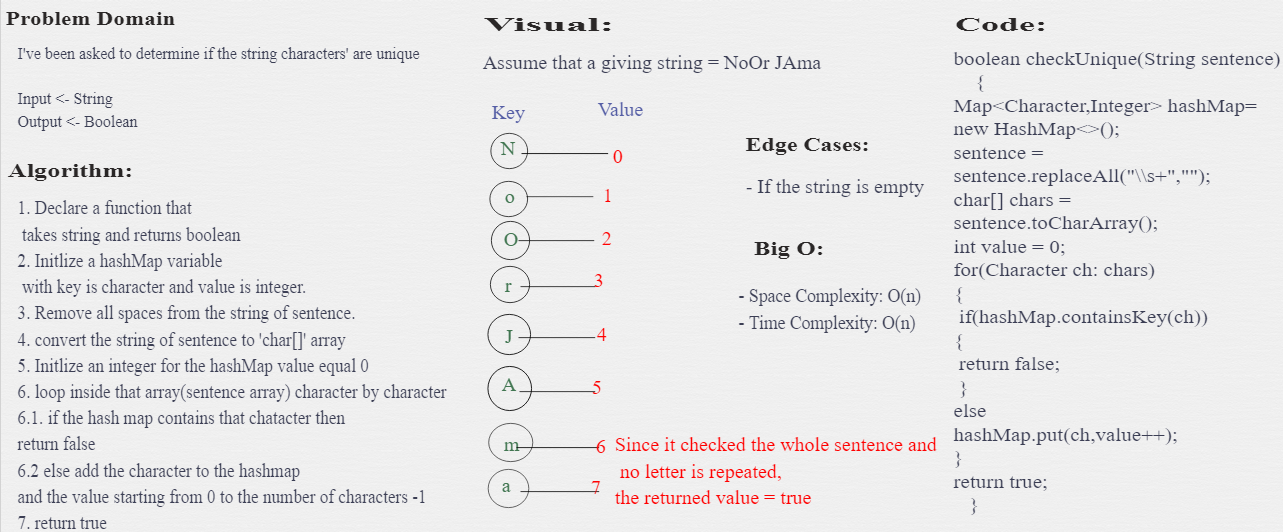 Problem Domain
I've been asked to determine if the string characters' are unique
Input <- String
Output <- Boolean
Algorithm:
1. Declare a function that
takes string and returns boolean
2. Initlize a hashMap variable
with key is character and value is integer.
3. Remove all spaces from the string of sentence.
4. convert the string of sentence to 'char[]' array
5. Initlize an integer for the hashMap value equal 0
6. loop inside that array(sentence array) character by character
6.1. if the hash map contains that chatacter then
return false
6.2 else add the character to the hashmap
and the value starting from 0 to the number of characters -1
7. return true
Visual:
Assume that a giving string = NoOr JAma
Key Value
N 0
o 1
O 2
r 3
J 4
A 5
m 6
a 7
Since it checked the whole sentence and
no letter is repeated,
the returned value = true
Edge Cases:
- If the string is empty
Big O:
- Space Complexity: O(n)
- Time Complexity: O(n)
Code:
boolean checkUnique(String sentence)
{
Map<Character,Integer> hashMap=
new HashMap<>();
sentence =
sentence.replaceAll("\\s+","");
char[] chars =
sentence.toCharArray();
int value = 0;
for(Character ch: chars)
{
if(hashMap.containsKey(ch))
{
return false;
}
else
hashMap.put(ch,value++);
}
return true;
}